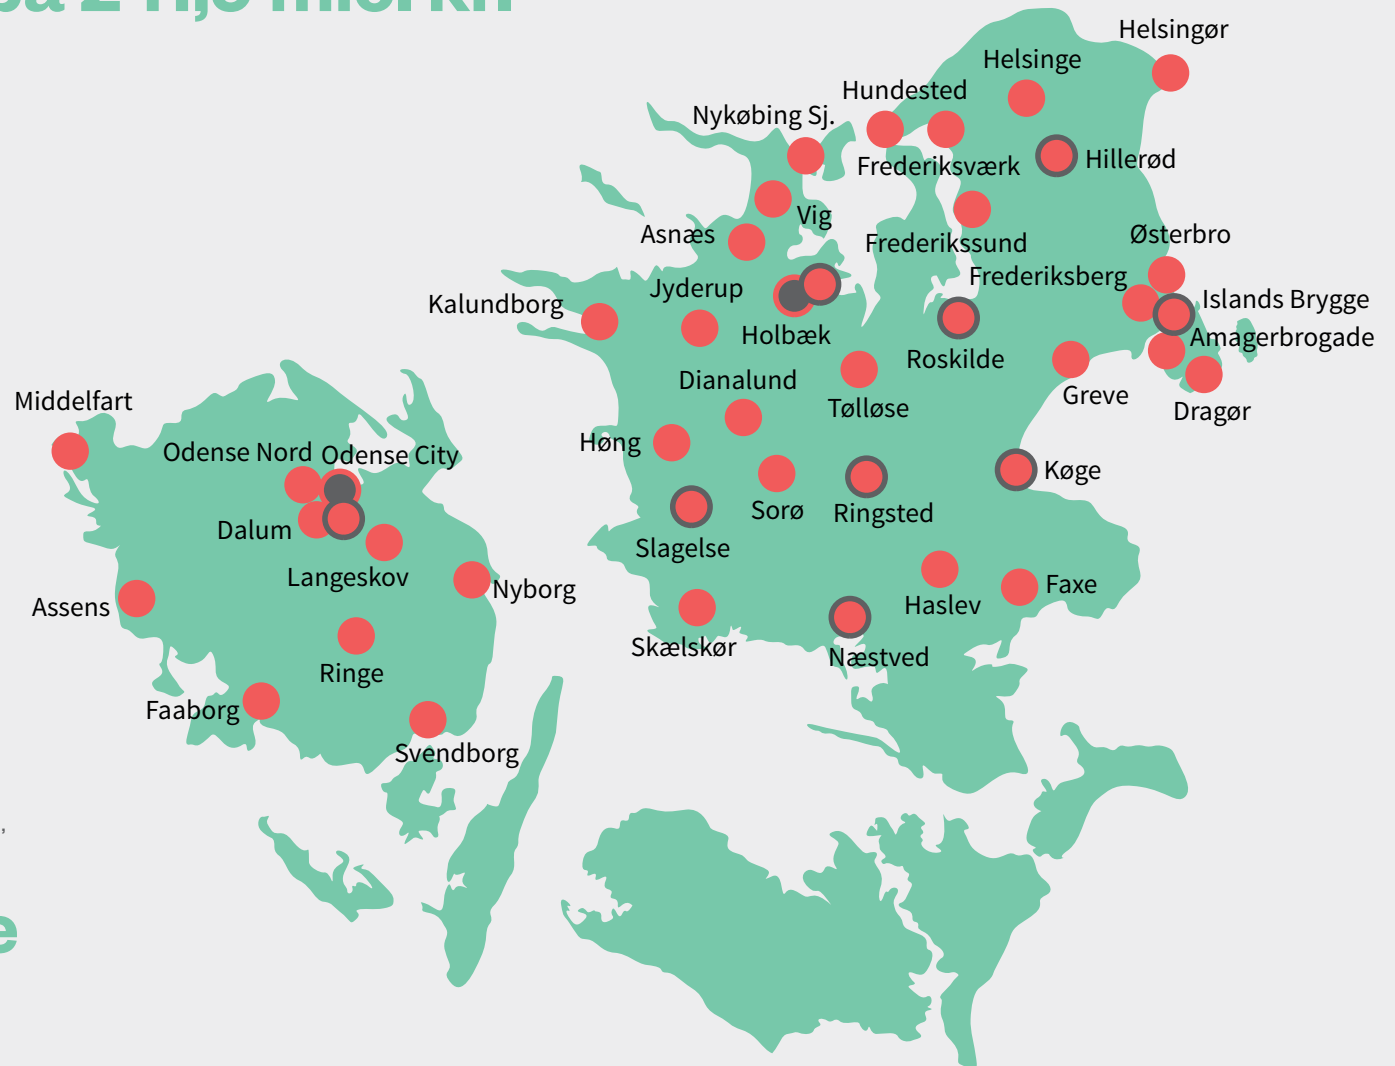 Helsingør
Helsinge
Hundested
Nykøbing Sj.
Frederiksværk
Hillerød
Vig
Asnæs
Frederikssund
Østerbro
Frederiksberg
Jyderup
Kalundborg
Islands Brygge
Holbæk
Amagerbrogade
Roskilde
Dianalund
Greve
Middelfart
Tølløse
Dragør
Høng
Odense Nord
Odense City
Køge
Sorø
Ringsted
Dalum
Slagelse
Langeskov
Nyborg
Faxe
Assens
Haslev
Skælskør
Næstved
Ringe
Faaborg
Svendborg